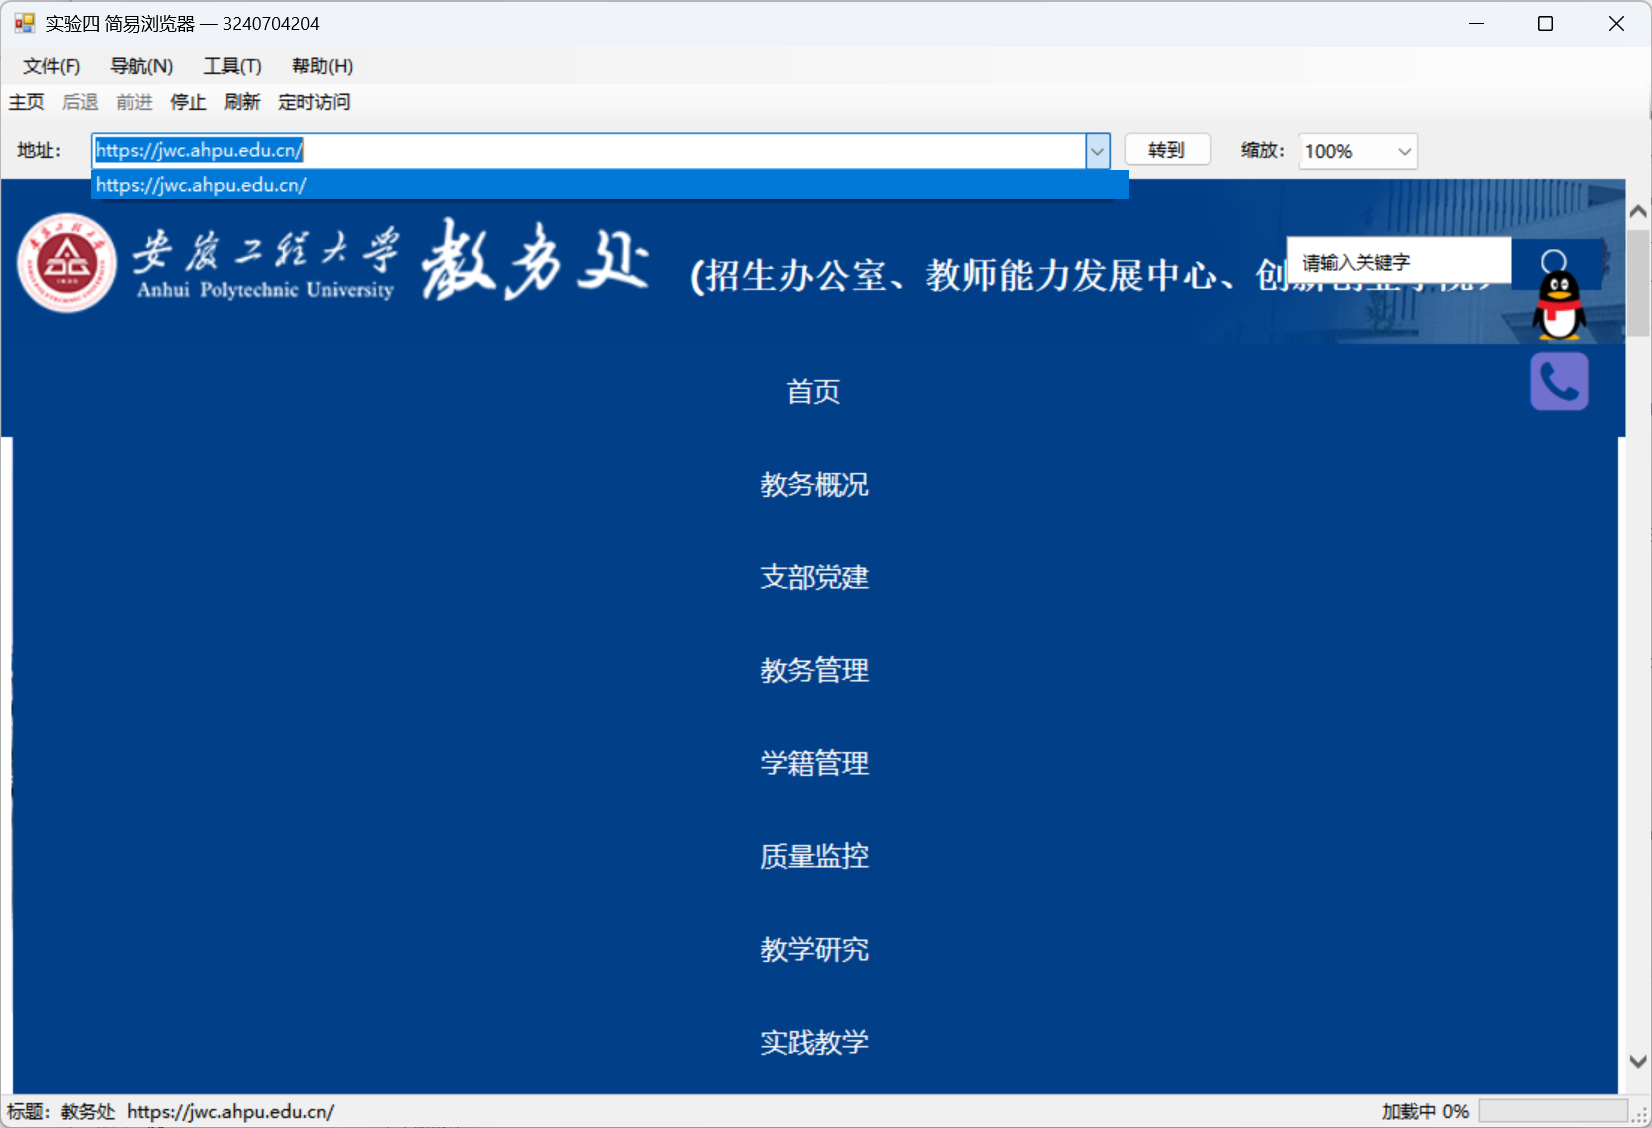 实验四 简易浏览器 — 3240704204
文件(F) 导航(N) 工具(T) 帮助(H)
主页 后退 前进 停止 刷新 定时访问
地址： https://jwc.ahpu.edu.cn/ 转到 缩放： 100%
https://jwc.ahpu.edu.cn/
安徽工程大学 教务处
Anhui Polytechnic University
(招生办公室、教师能力发展中心、创新创业学院)
请输入关键字
首页
教务概况
支部党建
教务管理
学籍管理
质量监控
教学研究
实践教学
标题：教务处 https://jwc.ahpu.edu.cn/ 加载中 0%